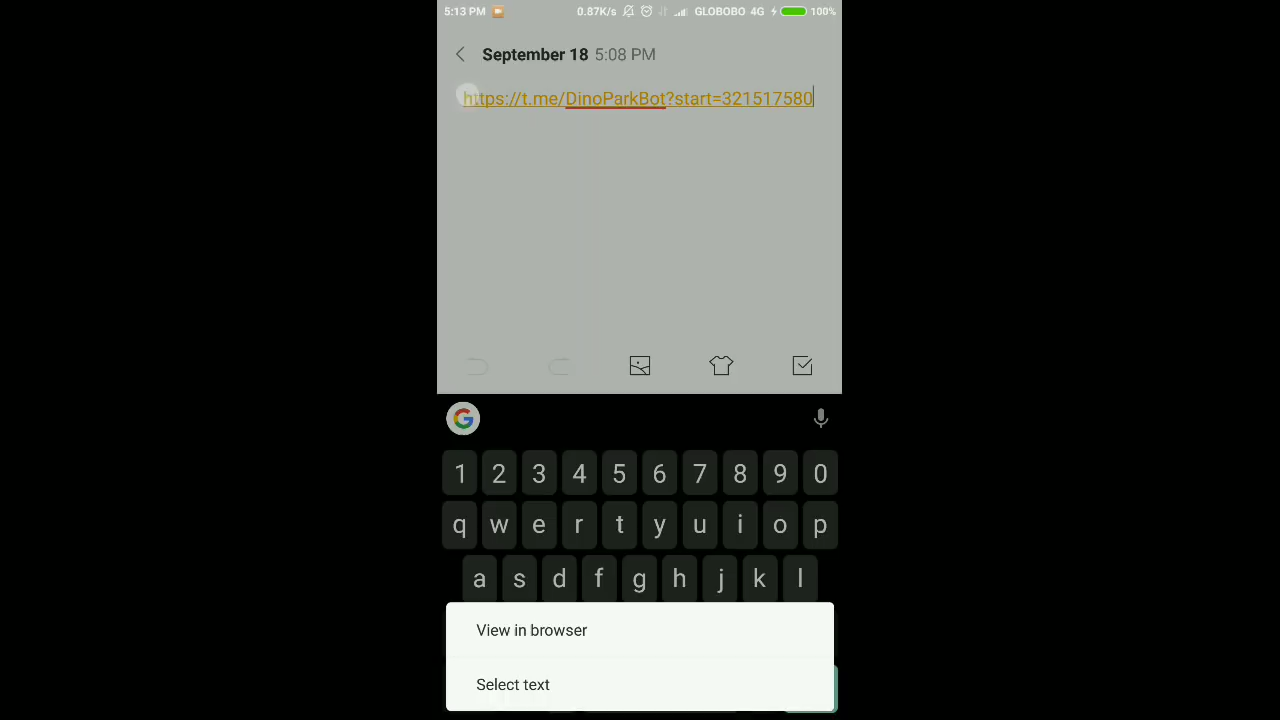 5:13 PM 0.87K/s GLOBOBO 4G 100%
September 18 5:08 PM
https://t.me/DinoParkBot?start=321517580
1 2 3 4 5 6 7 8 9 0
q w e r t y u i o p
a s d f g h j k l
View in browser
Select text